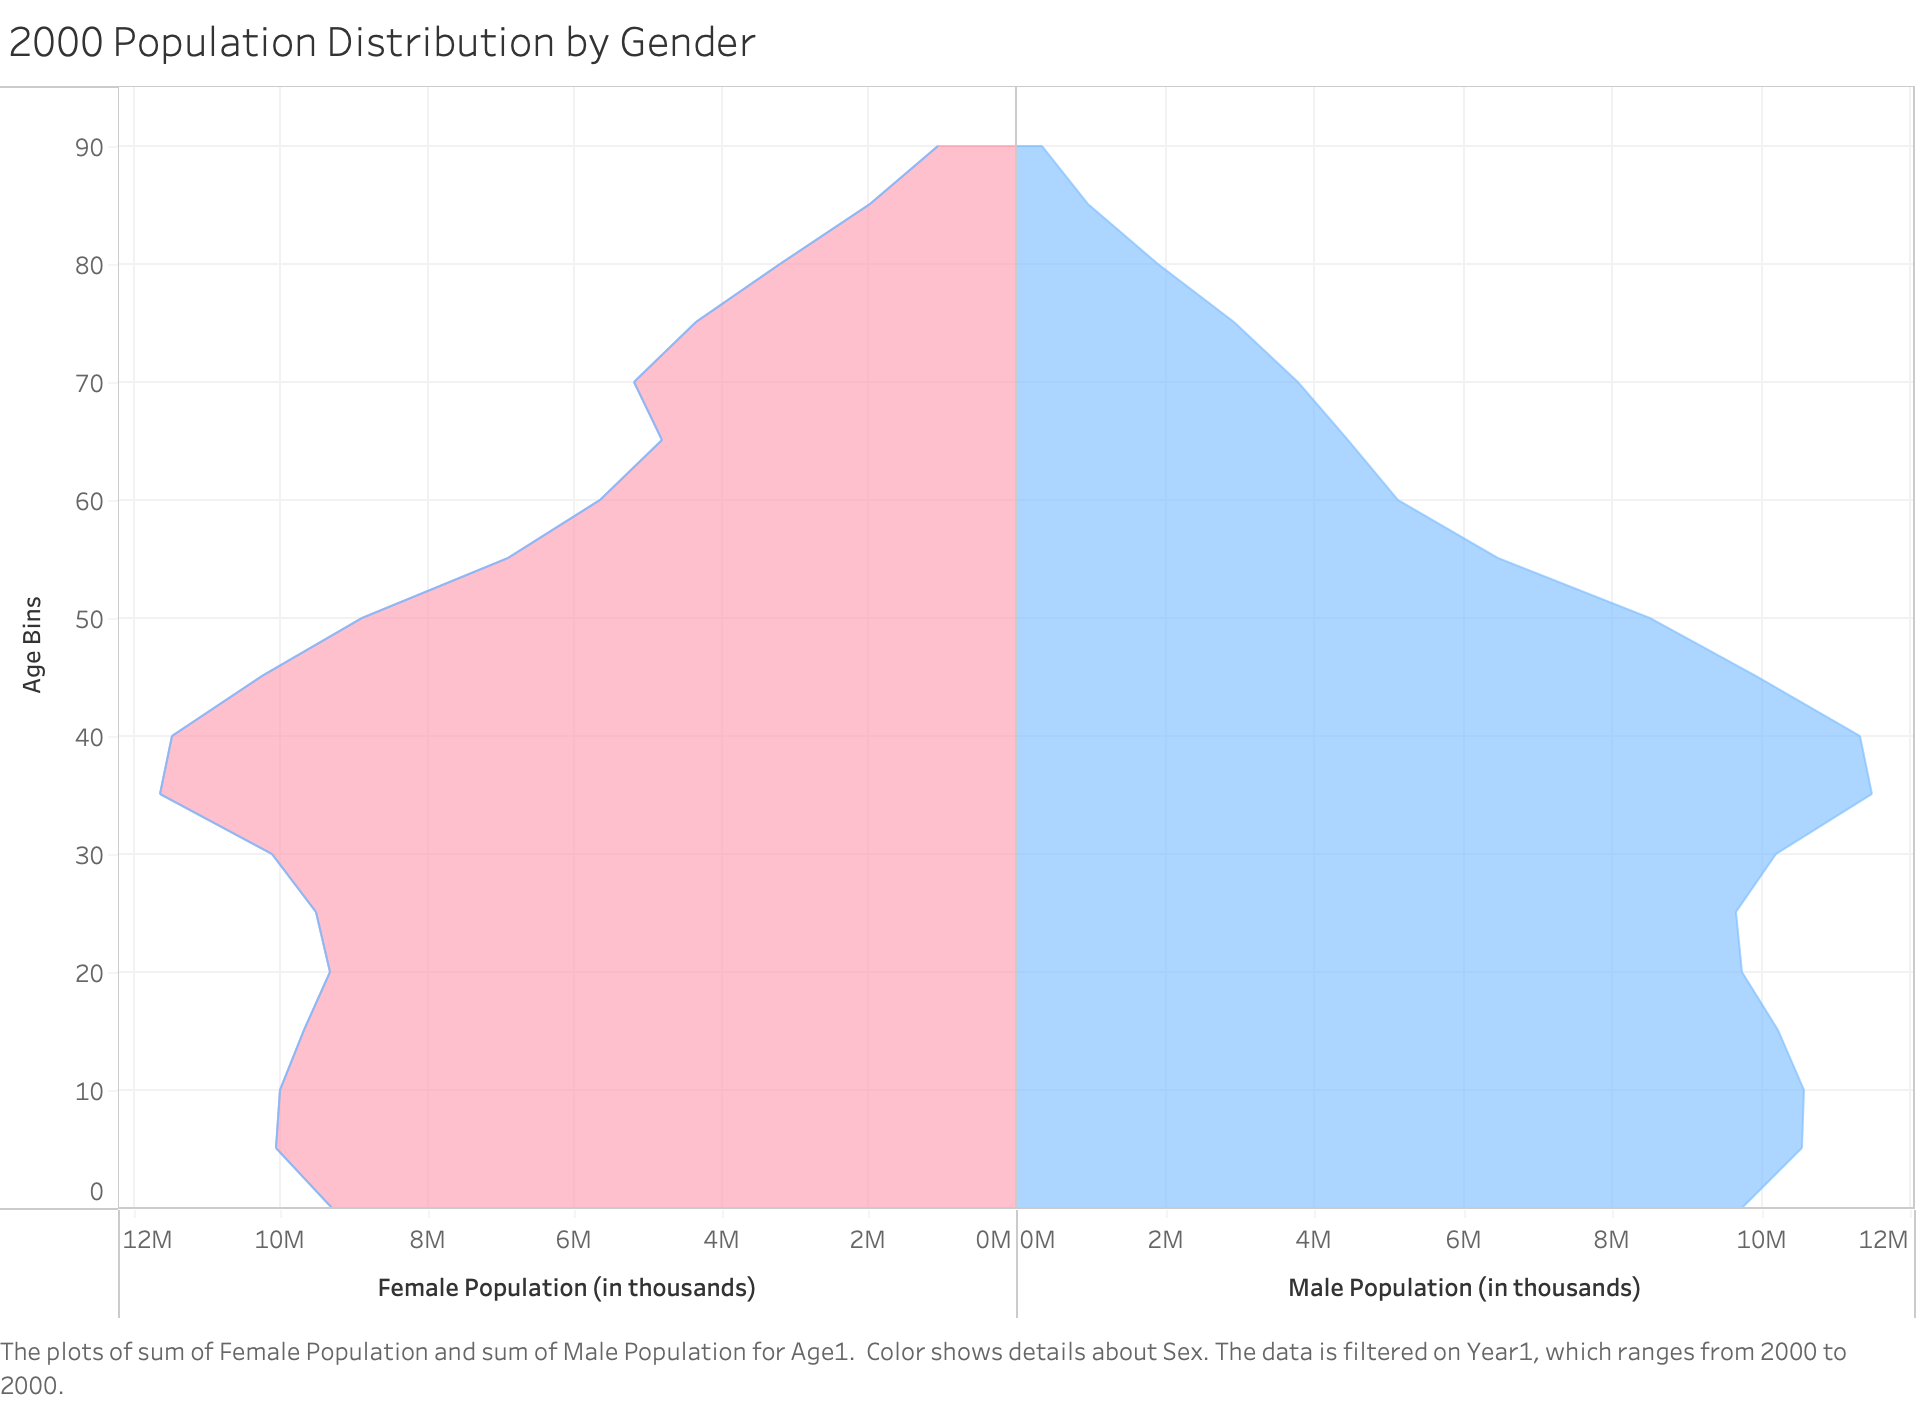 2000 Population Distribution by Gender
90
80
70
60
50
40
30
20
10
0
Age Bins
12M 10M 8M 6M 4M 2M 0M 0M 2M 4M 6M 8M 10M 12M
Female Population (in thousands) Male Population (in thousands)
The plots of sum of Female Population and sum of Male Population for Age1. Color shows details about Sex. The data is filtered on Year1, which ranges from 2000 to
2000.